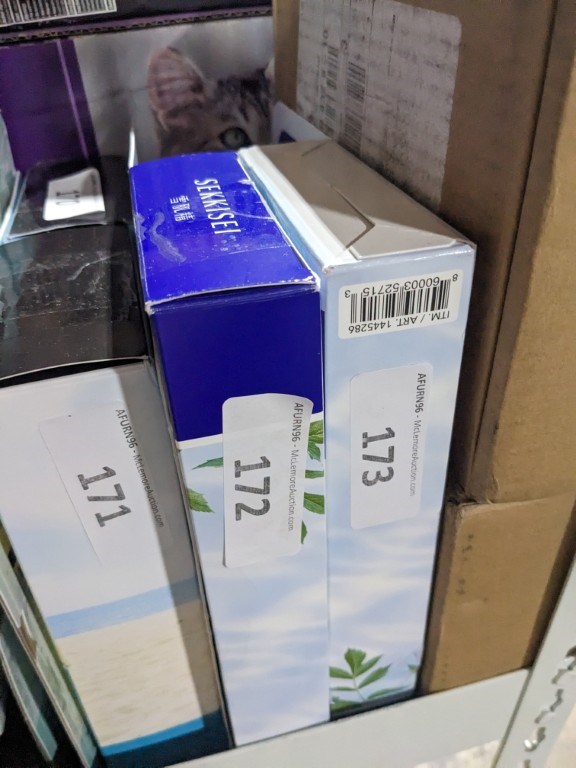 170
SEKKISEI
雪肌精
8 60003 52715 3
ITM. / ART. 1445286
AFURN96 - McLemoreAuction.com
171
AFURN96 - McLemoreAuction.com
172
AFURN96 - McLemoreAuction.com
173